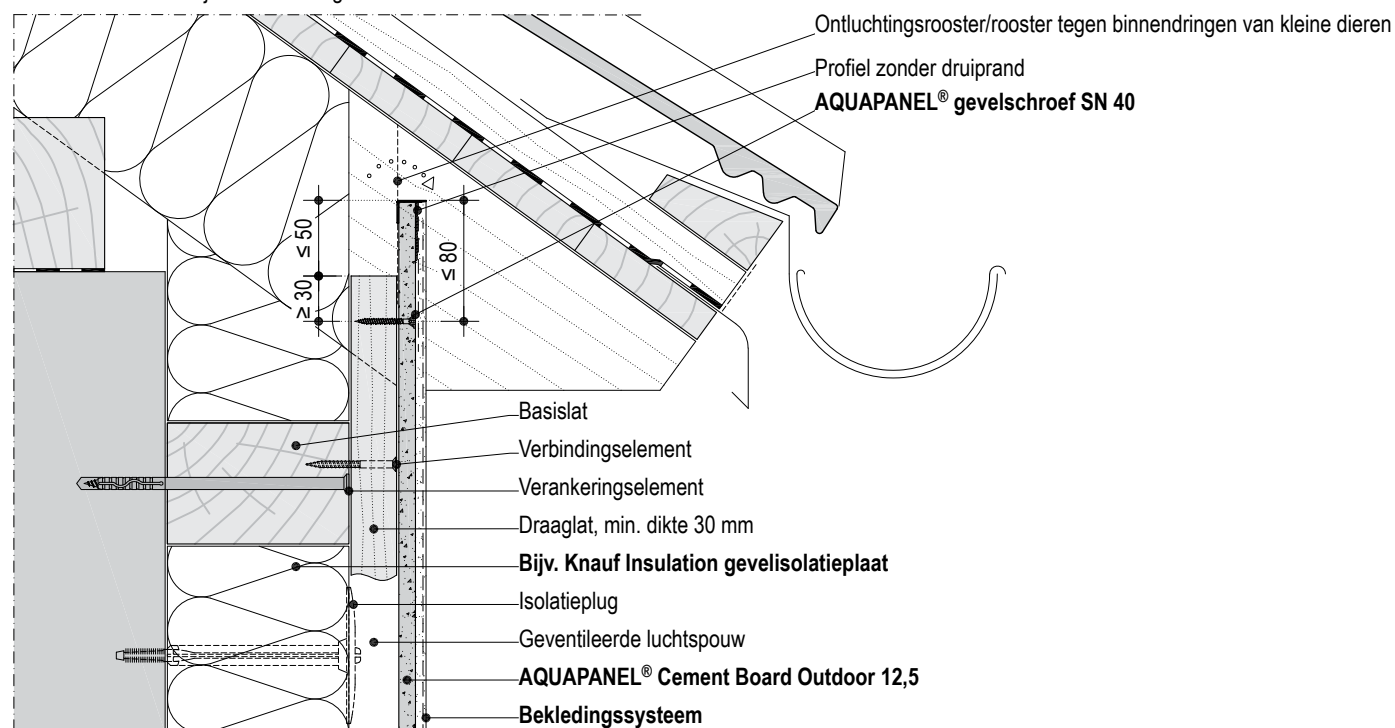 Ontluchtingsrooster/rooster tegen binnendringen van kleine dieren
Profiel zonder druiprand
AQUAPANEL® gevelschroef SN 40
≤ 50
≥ 30
≤ 80
Basislat
Verbindingselement
Verankeringselement
Draaglat, min. dikte 30 mm
Bijv. Knauf Insulation gevelisolatieplaat
Isolatieplug
Geventileerde luchtspouw
AQUAPANEL® Cement Board Outdoor 12,5
Bekledingssysteem